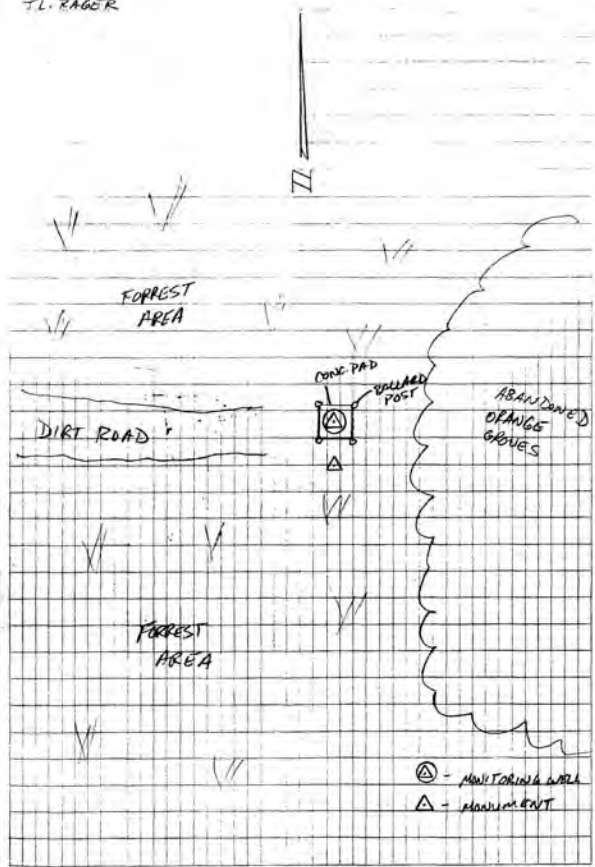 J.L. RAGER
N
FORREST
AREA
CONC. PAD
BOLLARD
POST
DIRT ROAD
ABANDONED
ORANGE
GROVES
FORREST
AREA
- MONITORING WELL
- MONUMENT